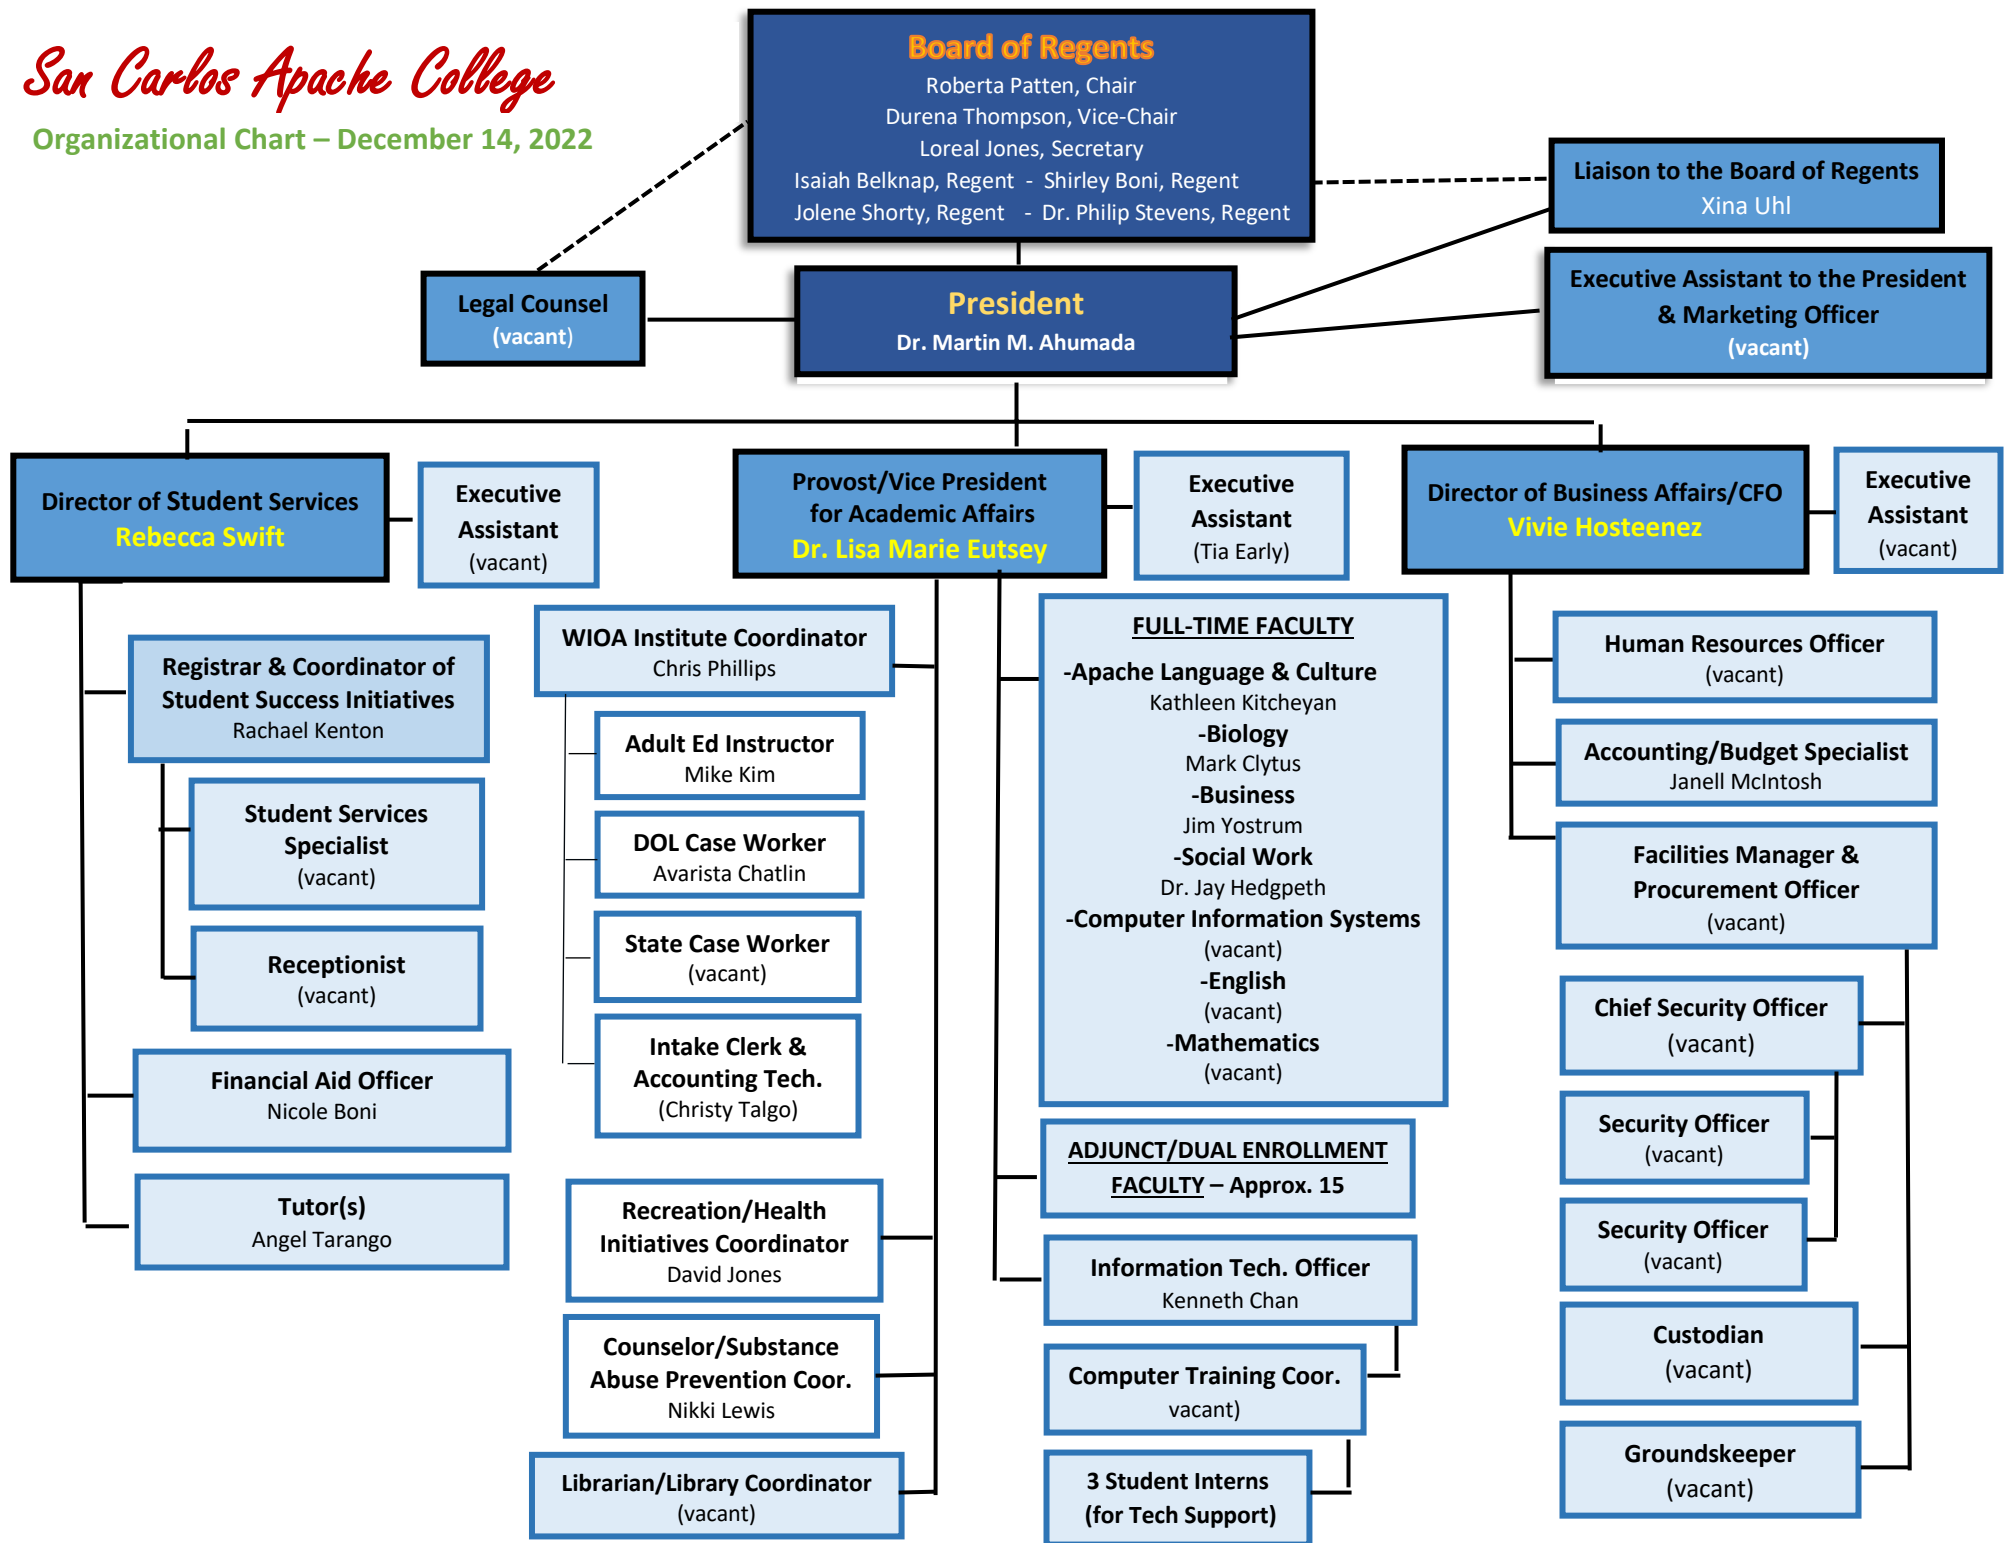 San Carlos Apache College
Organizational Chart – December 14, 2022
Board of Regents
Roberta Patten, Chair
Durena Thompson, Vice-Chair
Loreal Jones, Secretary
Isaiah Belknap, Regent - Shirley Boni, Regent
Jolene Shorty, Regent - Dr. Philip Stevens, Regent
Liaison to the Board of Regents
Xina Uhl
Legal Counsel
(vacant)
President
Dr. Martin M. Ahumada
Executive Assistant to the President
& Marketing Officer
(vacant)
Director of Student Services
Rebecca Swift
Executive
Assistant
(vacant)
Provost/Vice President
for Academic Affairs
Dr. Lisa Marie Eutsey
Executive
Assistant
(Tia Early)
Director of Business Affairs/CFO
Vivie Hosteenez
Executive
Assistant
(vacant)
Registrar & Coordinator of
Student Success Initiatives
Rachael Kenton
Student Services
Specialist
(vacant)
Receptionist
(vacant)
Financial Aid Officer
Nicole Boni
Tutor(s)
Angel Tarango
WIOA Institute Coordinator
Chris Phillips
Adult Ed Instructor
Mike Kim
DOL Case Worker
Avarista Chatlin
State Case Worker
(vacant)
Intake Clerk &
Accounting Tech.
(Christy Talgo)
Recreation/Health
Initiatives Coordinator
David Jones
Counselor/Substance
Abuse Prevention Coor.
Nikki Lewis
Librarian/Library Coordinator
(vacant)
FULL-TIME FACULTY
-Apache Language & Culture
Kathleen Kitcheyan
-Biology
Mark Clytus
-Business
Jim Yostrum
-Social Work
Dr. Jay Hedgpeth
-Computer Information Systems
(vacant)
-English
(vacant)
-Mathematics
(vacant)
ADJUNCT/DUAL ENROLLMENT
FACULTY – Approx. 15
Information Tech. Officer
Kenneth Chan
Computer Training Coor.
vacant)
3 Student Interns
(for Tech Support)
Human Resources Officer
(vacant)
Accounting/Budget Specialist
Janell McIntosh
Facilities Manager &
Procurement Officer
(vacant)
Chief Security Officer
(vacant)
Security Officer
(vacant)
Security Officer
(vacant)
Custodian
(vacant)
Groundskeeper
(vacant)